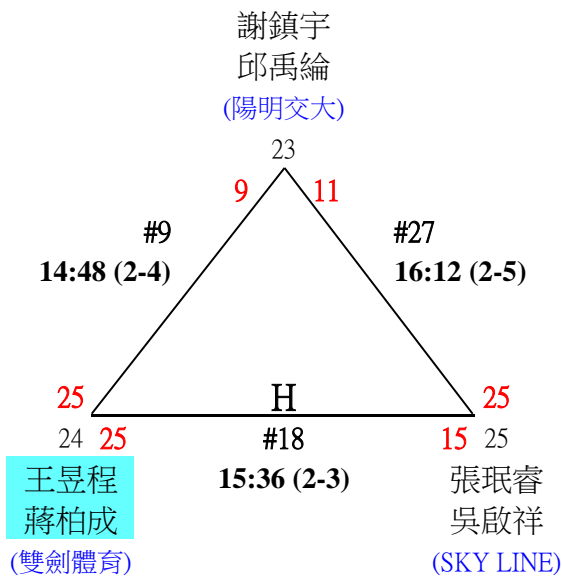 謝鎮宇
邱禹綸
(陽明交大)
23
9 11
#9 #27
14:48 (2-4) 16:12 (2-5)
25 H 25
24 25 #18 15 25
15:36 (2-3)
王昱程 張珉睿
蔣柏成 吳啟祥
(雙劍體育) (SKY LINE)